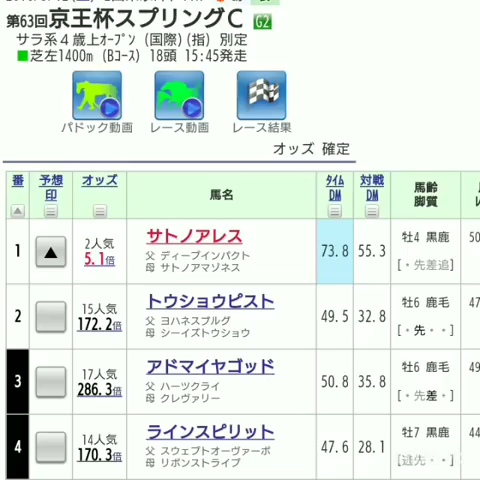 第63回京王杯スプリングC G2
サラ系4歳上オープン (国際)(指) 別定
■芝左1400m (Bコース) 18頭 15:45発走
パドック動画 レース動画 レース結果
オッズ 確定
番 予想印 オッズ 馬名 タイムDM 対戦DM 馬齢脚質
1 ▲ 2人気 5.1倍 サトノアレス 73.8 55.3 牡4 黒鹿 50
父 ディープインパクト
母 サトノアマゾネス
[・先差追]
2 15人気 172.2倍 トウショウピスト 49.5 32.8 牡6 鹿毛 47
父 ヨハネスブルグ
母 シーイズトウショウ
[・先・・]
3 17人気 286.3倍 アドマイヤゴッド 50.8 35.8 牡6 鹿毛 49
父 ハーツクライ
母 クレヴァリー
[・先差・]
4 14人気 170.3倍 ラインスピリット 47.6 28.1 牡7 黒鹿 44
父 スウェプトオーヴァーボ
母 リボンストライプ
[逃先・・]